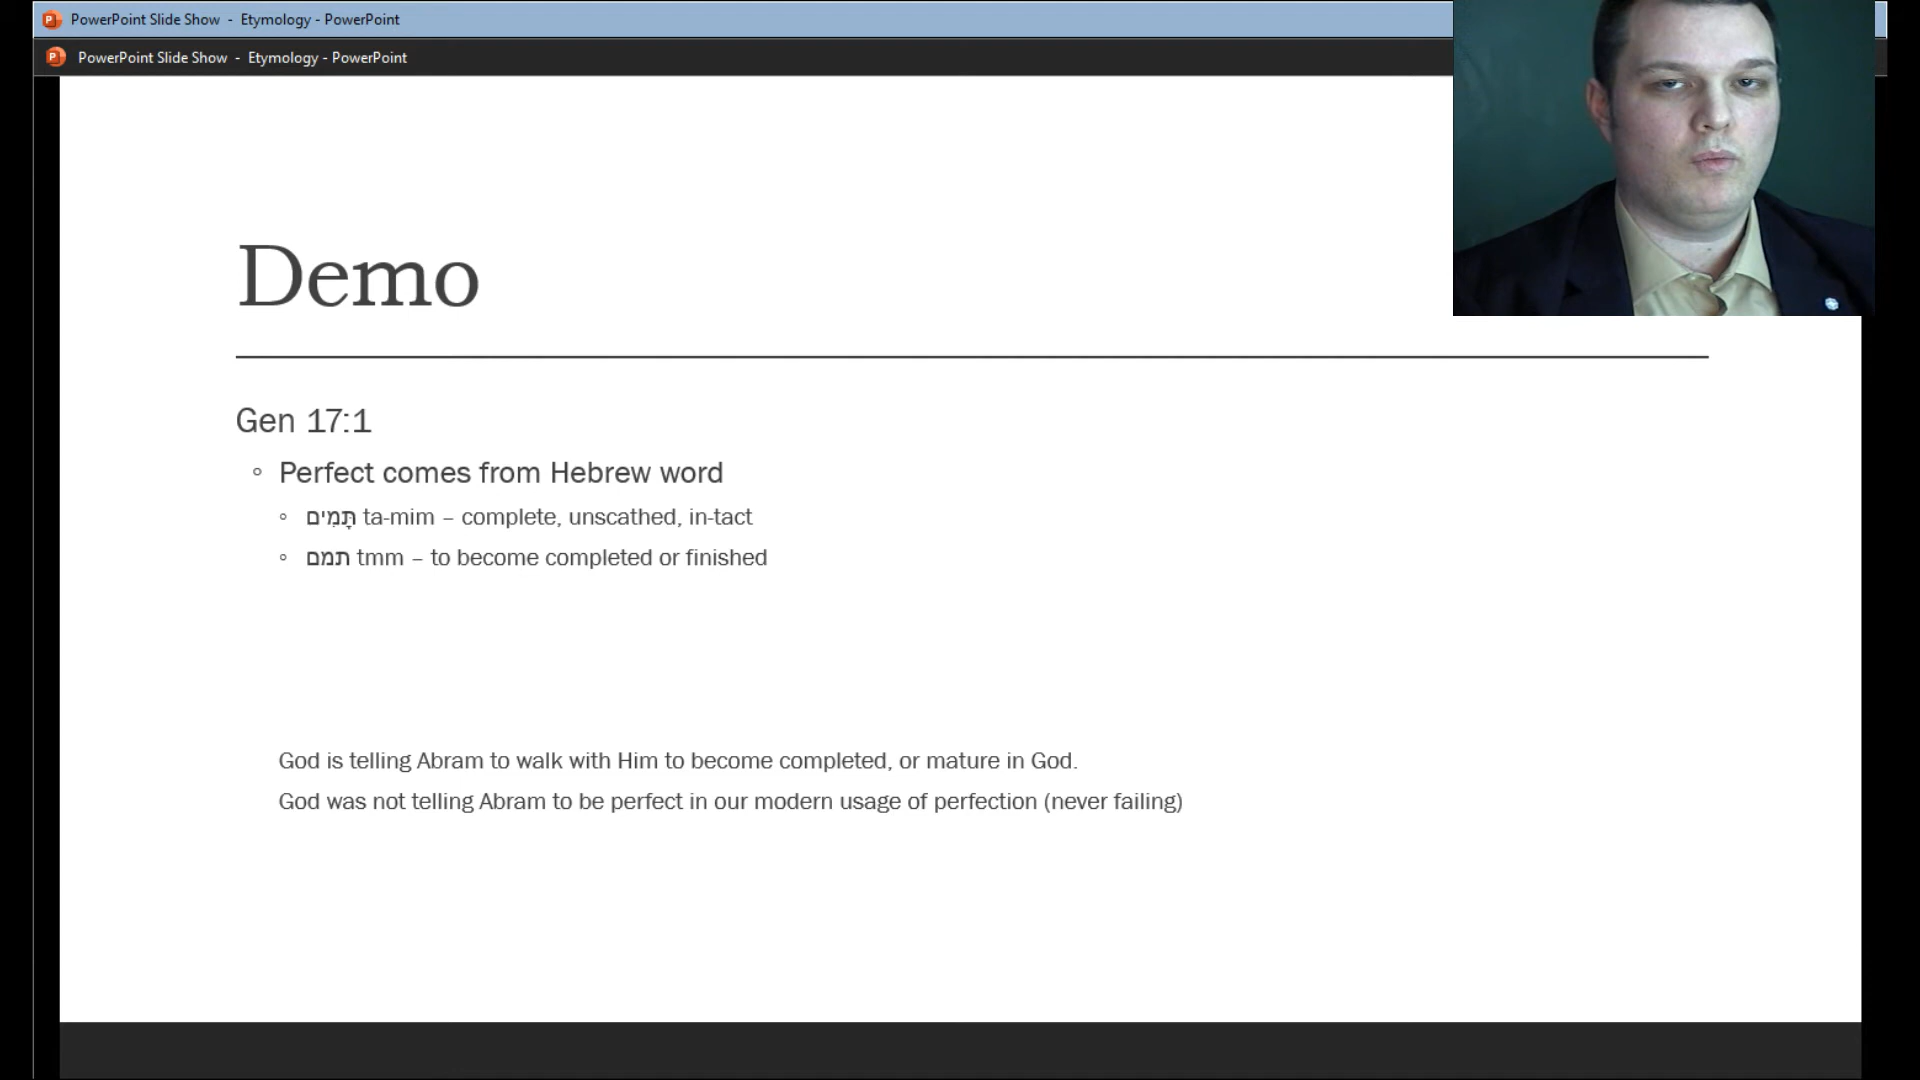 PowerPoint Slide Show - Etymology - PowerPoint
PowerPoint Slide Show - Etymology - PowerPoint
Demo
Gen 17:1
Perfect comes from Hebrew word
תָּמִים ta-mim – complete, unscathed, in-tact
תמם tmm – to become completed or finished
God is telling Abram to walk with Him to become completed, or mature in God.
God was not telling Abram to be perfect in our modern usage of perfection (never failing)